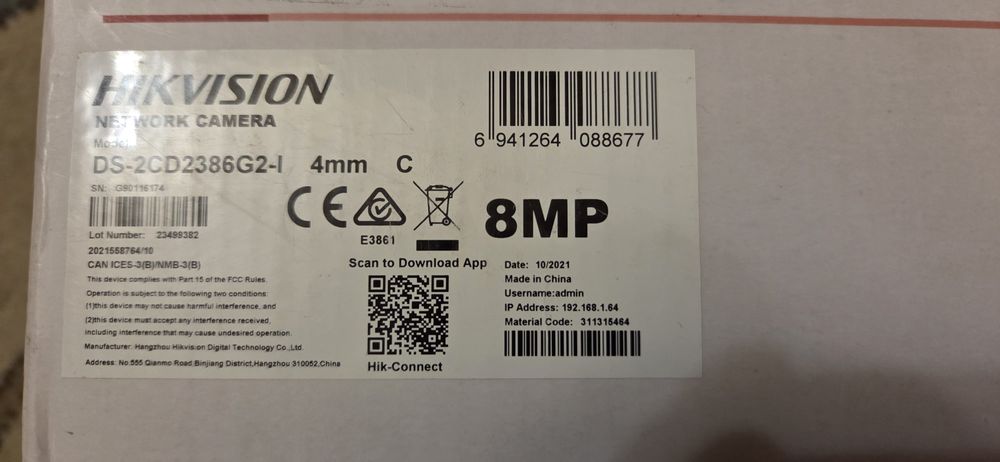 HIKVISION
NETWORK CAMERA
Model:
DS-2CD2386G2-I 4mm C
SN: G90116174
Lot Number: 23499382
2021558764/10
CAN ICES-3(B)/NMB-3(B)
This device complies with Part 15 of the FCC Rules.
Operation is subject to the following two conditions:
(1)this device may not cause harmful interference, and
(2)this device must accept any interference received,
including interference that may cause undesired operation.
Manufacturer: Hangzhou Hikvision Digital Technology Co.,Ltd.
Address: No.555 Qianmo Road,Binjiang District,Hangzhou 310052,China
CE
E3861
Scan to Download App
Hik-Connect
6 941264 088677
8MP
Date: 10/2021
Made in China
Username:admin
IP Address: 192.168.1.64
Material Code: 311315464